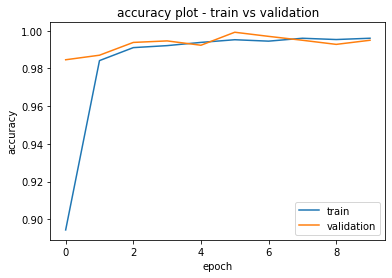 accuracy plot - train vs validation
1.00
0.98
0.96
0.94
0.92
0.90
accuracy
train
validation
0 2 4 6 8
epoch